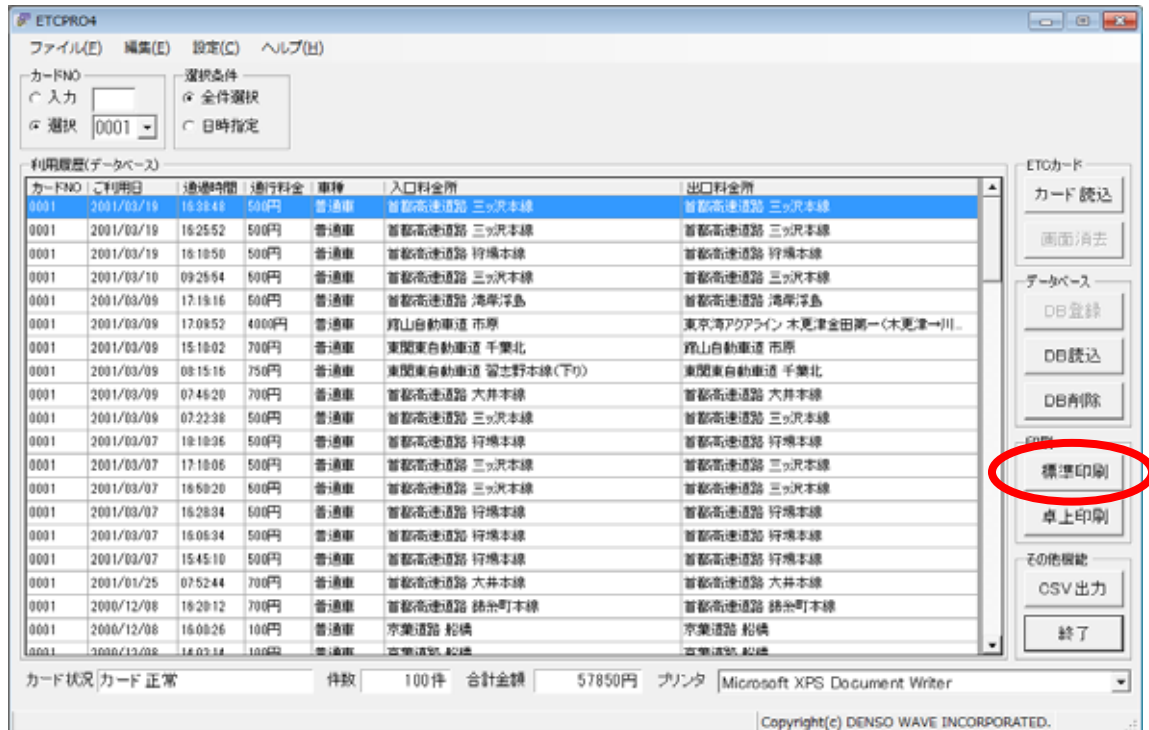 ETCPRO4
ファイル(F) 編集(E) 設定(C) ヘルプ(H)
カードNO 選択条件
入力 全件選択
選択 0001 日時指定
利用履歴(データベース) ETCカード
カードNO ご利用日 通過時間 通行料金 車種 入口料金所 出口料金所 カード読込
0001 2001/03/19 16:38:48 500円 普通車 首都高速道路 三ッ沢本線 首都高速道路 三ッ沢本線
0001 2001/03/19 16:25:52 500円 普通車 首都高速道路 三ッ沢本線 首都高速道路 三ッ沢本線 画面消去
0001 2001/03/19 16:10:50 500円 普通車 首都高速道路 狩場本線 首都高速道路 狩場本線
0001 2001/03/10 09:25:54 500円 普通車 首都高速道路 三ッ沢本線 首都高速道路 三ッ沢本線 データベース
0001 2001/03/09 17:19:16 500円 普通車 首都高速道路 湾岸浮島 首都高速道路 湾岸浮島 DB登録
0001 2001/03/09 17:09:52 4000円 普通車 館山自動車道 市原 東京湾アクアライン 木更津金田第一(木更津→川...
0001 2001/03/09 15:18:02 700円 普通車 東関東自動車道 千葉北 館山自動車道 市原 DB読込
0001 2001/03/09 08:15:16 750円 普通車 東関東自動車道 習志野本線(下り) 東関東自動車道 千葉北
0001 2001/03/09 07:46:20 700円 普通車 首都高速道路 大井本線 首都高速道路 大井本線 DB削除
0001 2001/03/09 07:22:38 500円 普通車 首都高速道路 三ッ沢本線 首都高速道路 三ッ沢本線
0001 2001/03/07 18:18:36 500円 普通車 首都高速道路 狩場本線 首都高速道路 狩場本線 印刷
0001 2001/03/07 17:18:06 500円 普通車 首都高速道路 三ッ沢本線 首都高速道路 三ッ沢本線 標準印刷
0001 2001/03/07 16:50:20 500円 普通車 首都高速道路 三ッ沢本線 首都高速道路 三ッ沢本線
0001 2001/03/07 16:28:34 500円 普通車 首都高速道路 狩場本線 首都高速道路 狩場本線 卓上印刷
0001 2001/03/07 16:06:34 500円 普通車 首都高速道路 狩場本線 首都高速道路 狩場本線
0001 2001/03/07 15:45:10 500円 普通車 首都高速道路 狩場本線 首都高速道路 狩場本線 その他機能
0001 2001/01/25 07:52:44 700円 普通車 首都高速道路 大井本線 首都高速道路 大井本線 CSV出力
0001 2000/12/08 16:20:12 700円 普通車 首都高速道路 錦糸町本線 首都高速道路 錦糸町本線
0001 2000/12/08 16:08:26 100円 普通車 京葉道路 船橋 京葉道路 船橋 終了
0001 2000/12/08 14:03:14 100円 普通車 京葉道路 船橋 京葉道路 船橋
カード状況 カード正常 件数 100件 合計金額 57850円 プリンタ Microsoft XPS Document Writer
Copyright(c) DENSO WAVE INCORPORATED.